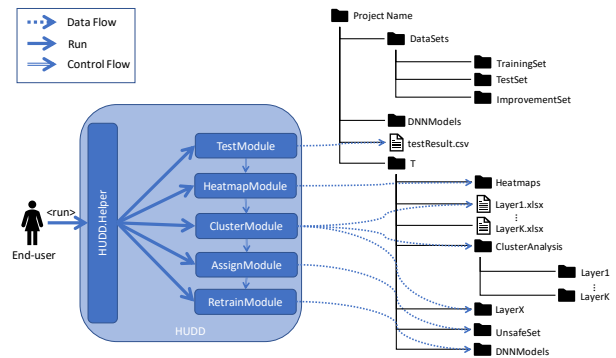 Data Flow
Run
Control Flow
Project Name
DataSets
TrainingSet
TestSet
ImprovementSet
DNNModels
testResult.csv
T
Heatmaps
Layer1.xlsx
⋮
LayerK.xlsx
ClusterAnalysis
Layer1
⋮
LayerK
LayerX
UnsafeSet
DNNModels
<run>
End-user
HUDD.Helper
TestModule
HeatmapModule
ClusterModule
AssignModule
RetrainModule
HUDD